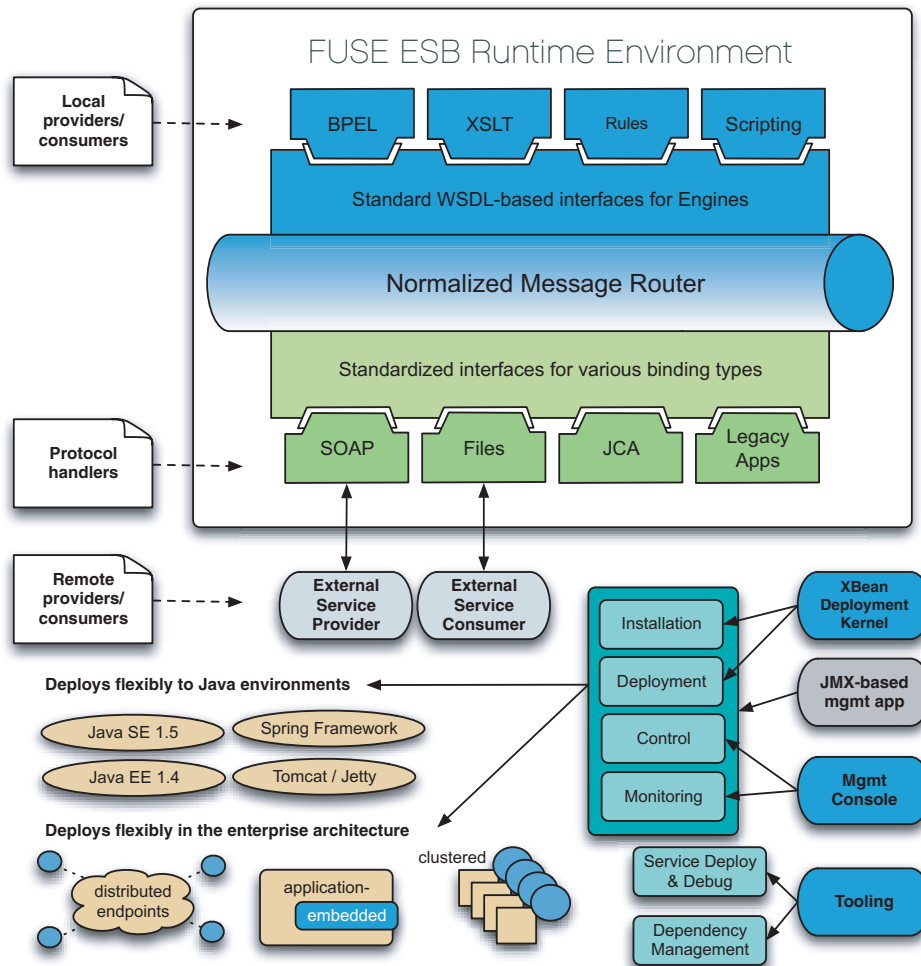 FUSE ESB Runtime Environment
Local
providers/
consumers
BPEL
XSLT
Rules
Scripting
Standard WSDL-based interfaces for Engines
Normalized Message Router
Standardized interfaces for various binding types
Protocol
handlers
SOAP
Files
JCA
Legacy
Apps
Remote
providers/
consumers
External
Service
Provider
External
Service
Consumer
Installation
Deployment
Control
Monitoring
XBean
Deployment
Kernel
JMX-based
mgmt app
Mgmt
Console
Deploys flexibly to Java environments
Java SE 1.5
Spring Framework
Java EE 1.4
Tomcat / Jetty
Deploys flexibly in the enterprise architecture
distributed
endpoints
application-
embedded
clustered
Service Deploy
& Debug
Dependency
Management
Tooling